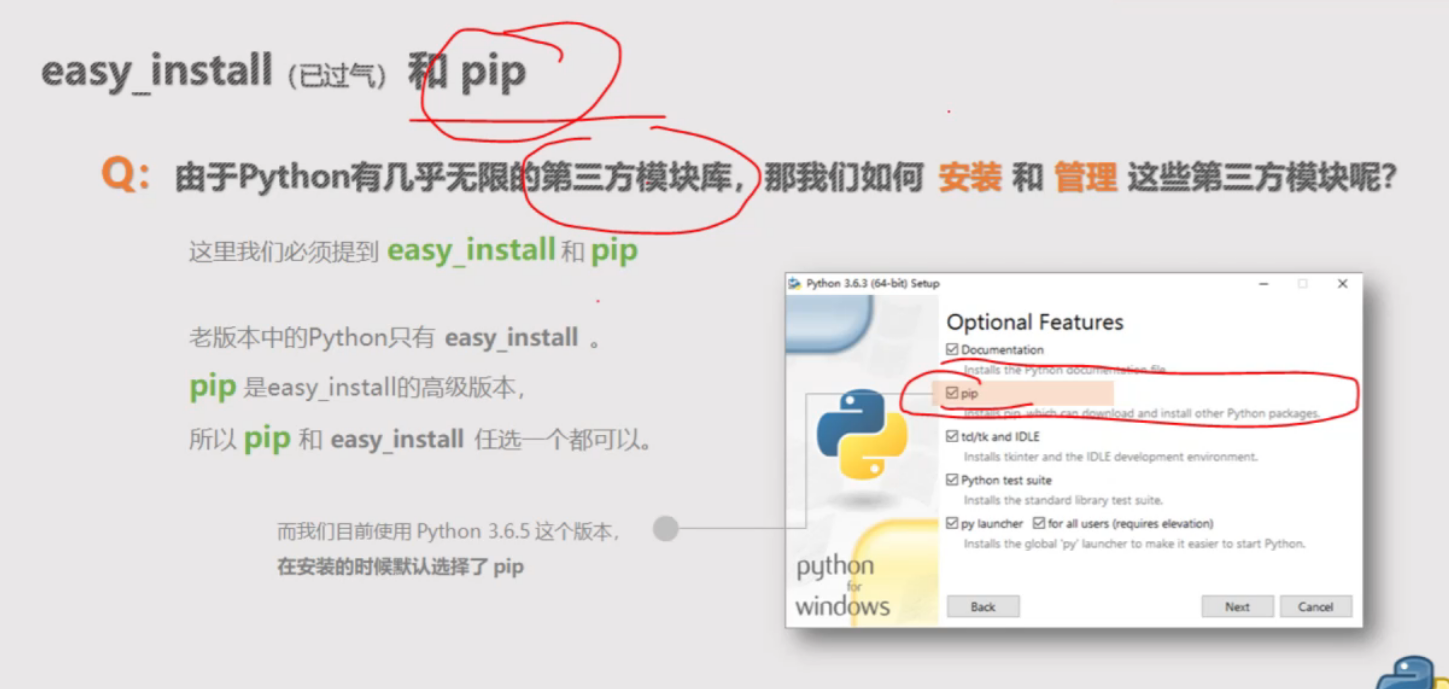 easy_install（已过气）和 pip
Q：由于Python有几乎无限的第三方模块库，那我们如何 安装 和 管理 这些第三方模块呢？
这里我们必须提到 easy_install 和 pip
老版本中的Python只有 easy_install 。
pip 是easy_install的高级版本，
所以 pip 和 easy_install 任选一个都可以。
而我们目前使用 Python 3.6.5 这个版本，
在安装的时候默认选择了 pip
Python 3.6.3 (64-bit) Setup
Optional Features
Documentation
Installs the Python documentation file.
pip
Installs pip, which can download and install other Python packages.
tcl/tk and IDLE
Installs tkinter and the IDLE development environment.
Python test suite
Installs the standard library test suite.
py launcher for all users (requires elevation)
Installs the global 'py' launcher to make it easier to start Python.
python
for
windows
Back Next Cancel